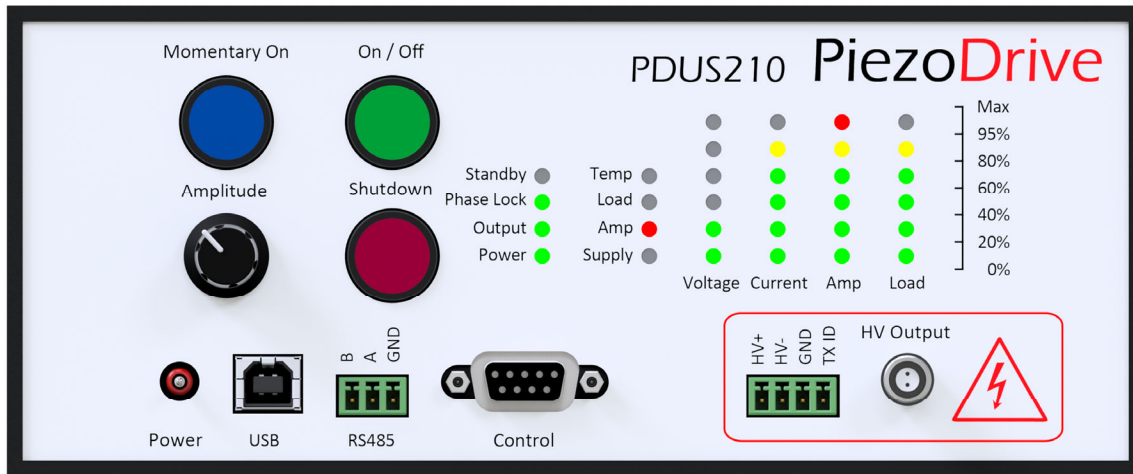 Momentary On
On / Off
PDUS210 PiezoDrive
Amplitude
Shutdown
Standby
Phase Lock
Output
Power
Temp
Load
Amp
Supply
Max
95%
80%
60%
40%
20%
0%
Voltage Current Amp Load
Power
USB
B
A
GND
RS485
Control
HV+
HV-
GND
TX ID
HV Output